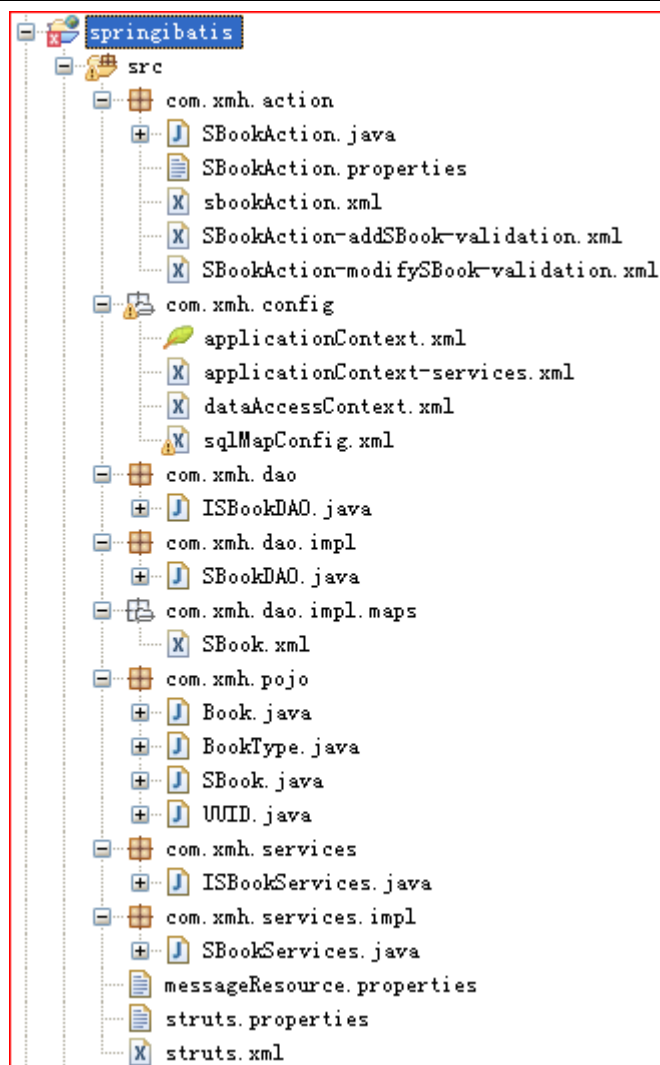 springibatis
src
com.xmh.action
SBookAction.java
SBookAction.properties
sbookAction.xml
SBookAction-addSBook-validation.xml
SBookAction-modifySBook-validation.xml
com.xmh.config
applicationContext.xml
applicationContext-services.xml
dataAccessContext.xml
sqlMapConfig.xml
com.xmh.dao
ISBookDAO.java
com.xmh.dao.impl
SBookDAO.java
com.xmh.dao.impl.maps
SBook.xml
com.xmh.pojo
Book.java
BookType.java
SBook.java
UUID.java
com.xmh.services
ISBookServices.java
com.xmh.services.impl
SBookServices.java
messageResource.properties
struts.properties
struts.xml